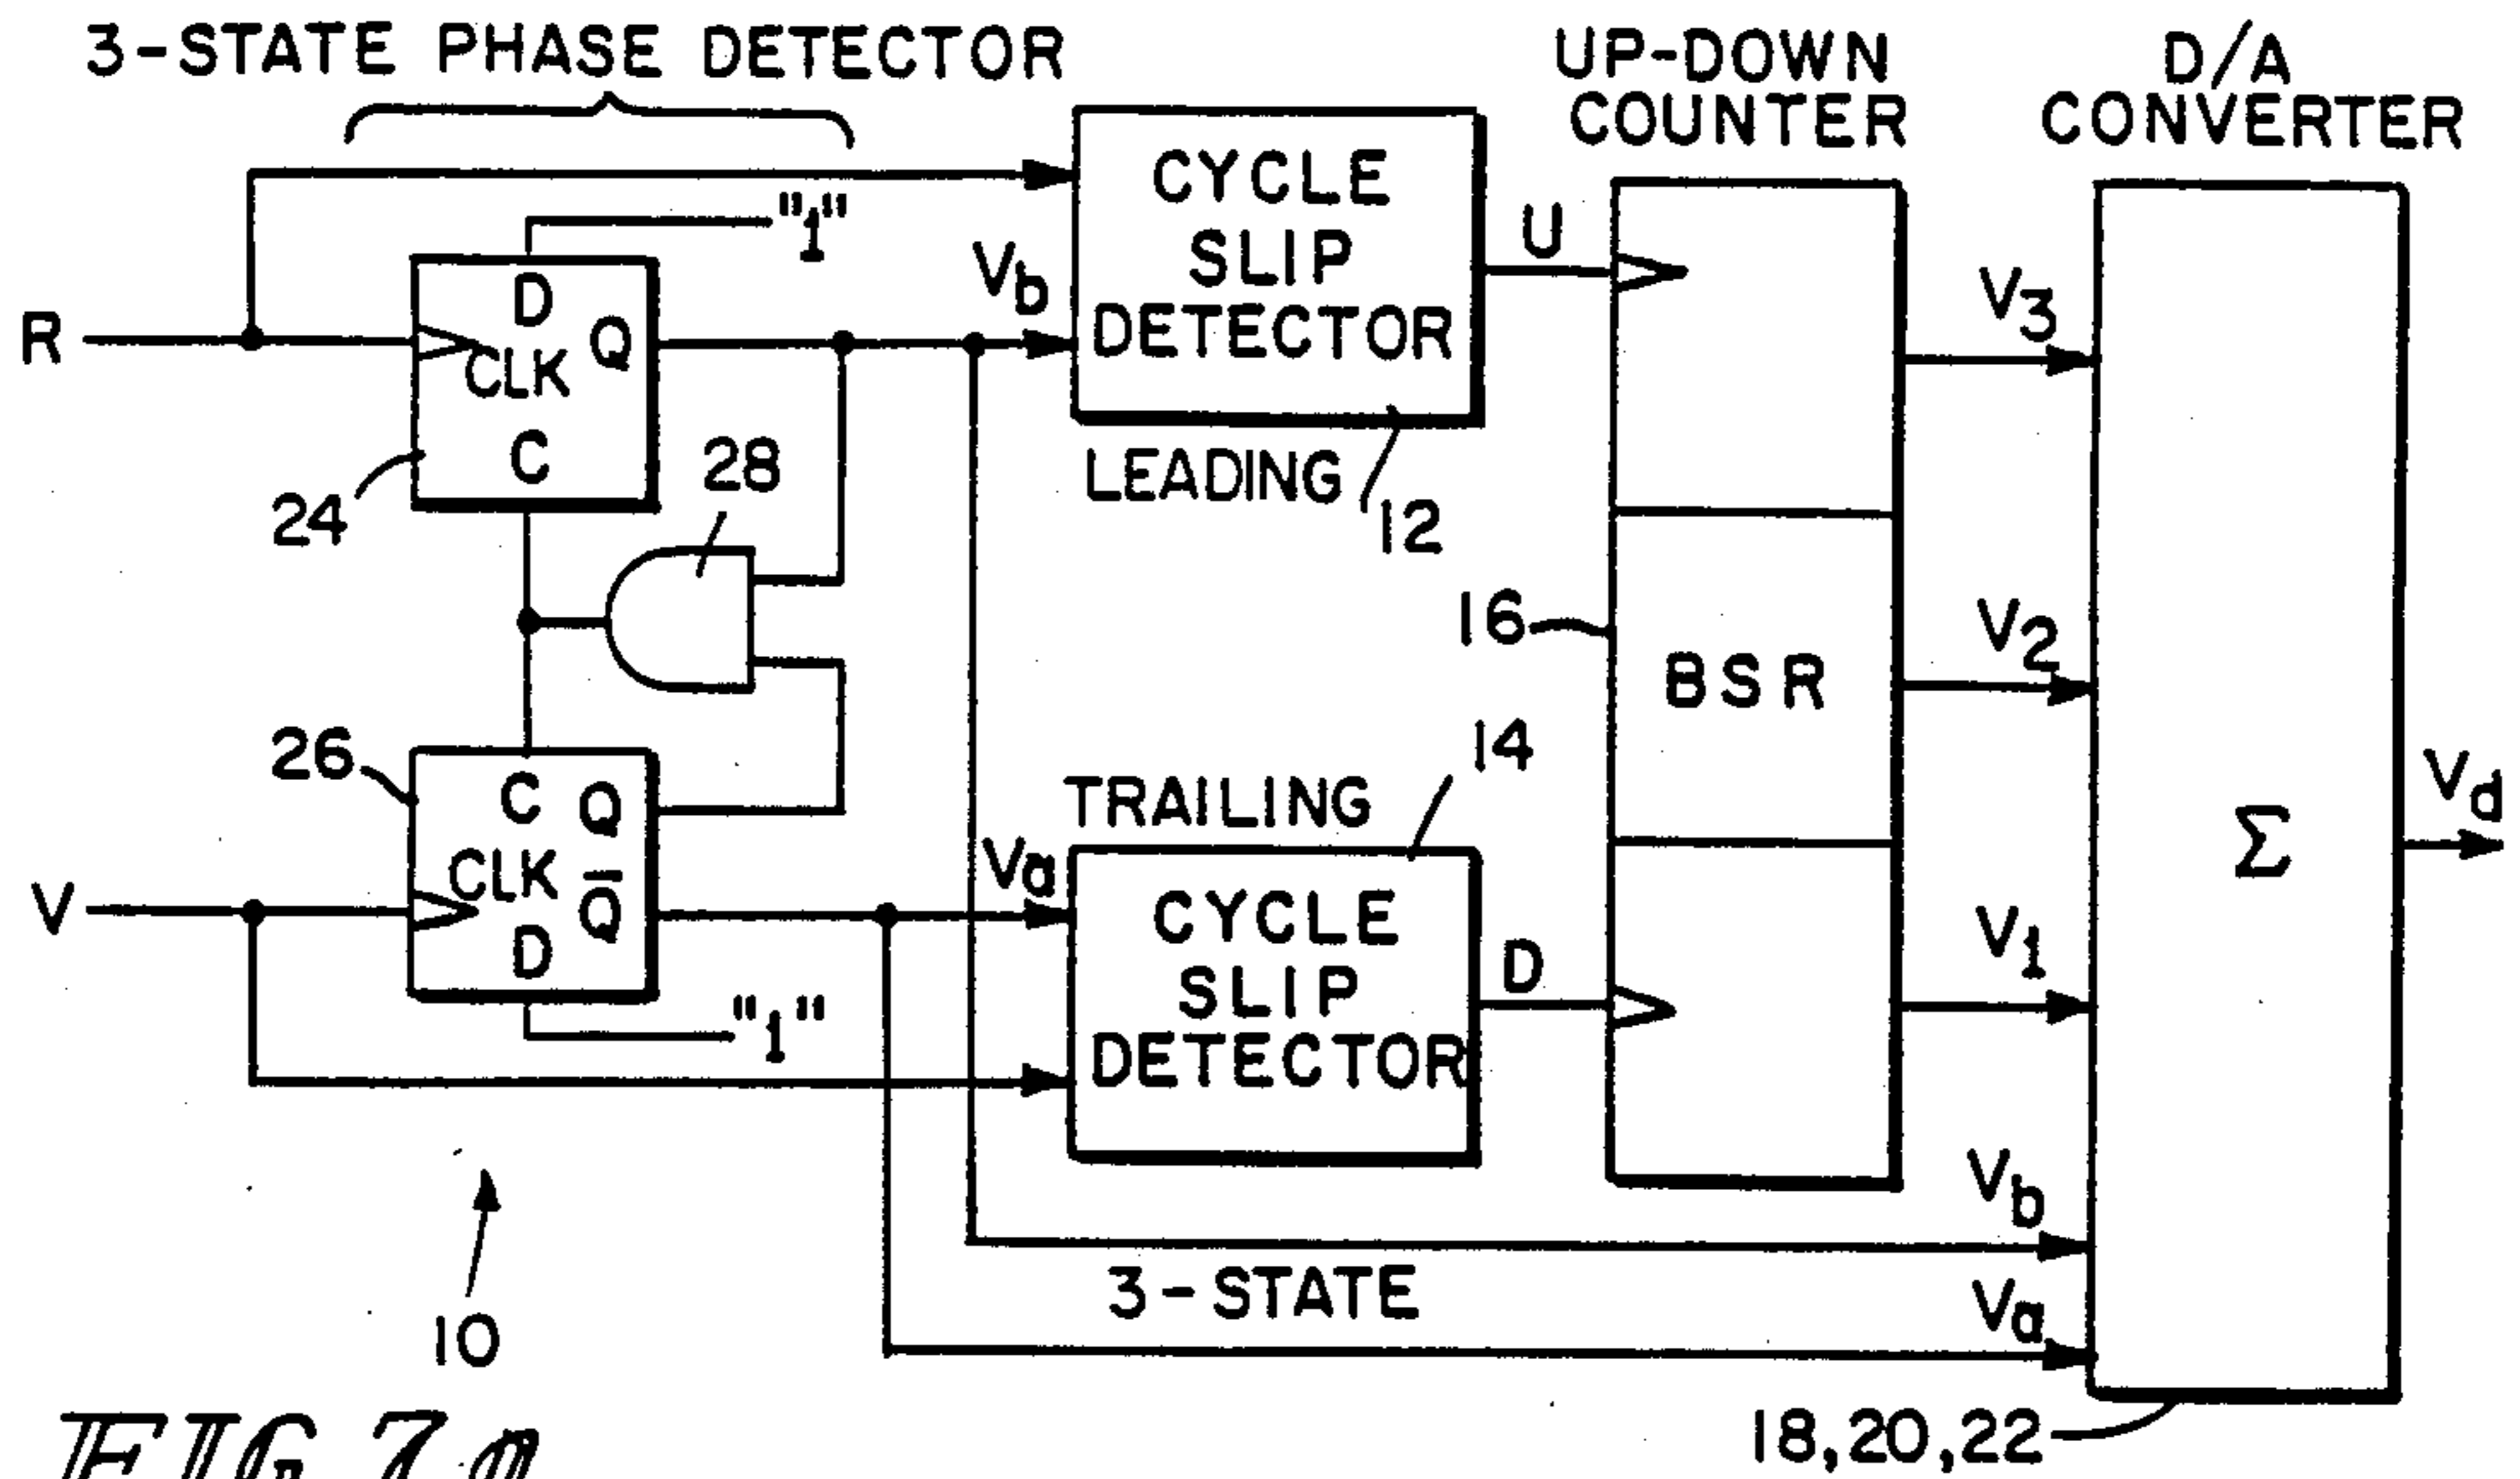 3-STATE PHASE DETECTOR
UP-DOWN
COUNTER
D/A
CONVERTER
"1"
CYCLE
SLIP
DETECTOR
Vb
U
R
D
Q
CLK
C
V3
24
28
LEADING
12
16
BSR
V2
26
C Q
CLK Q̅
D
V
"1"
TRAILING
14
Va
CYCLE
SLIP
DETECTOR
D
V1
Σ
Vd
Vb
3-STATE
Va
10
18,20,22
FIG 7a